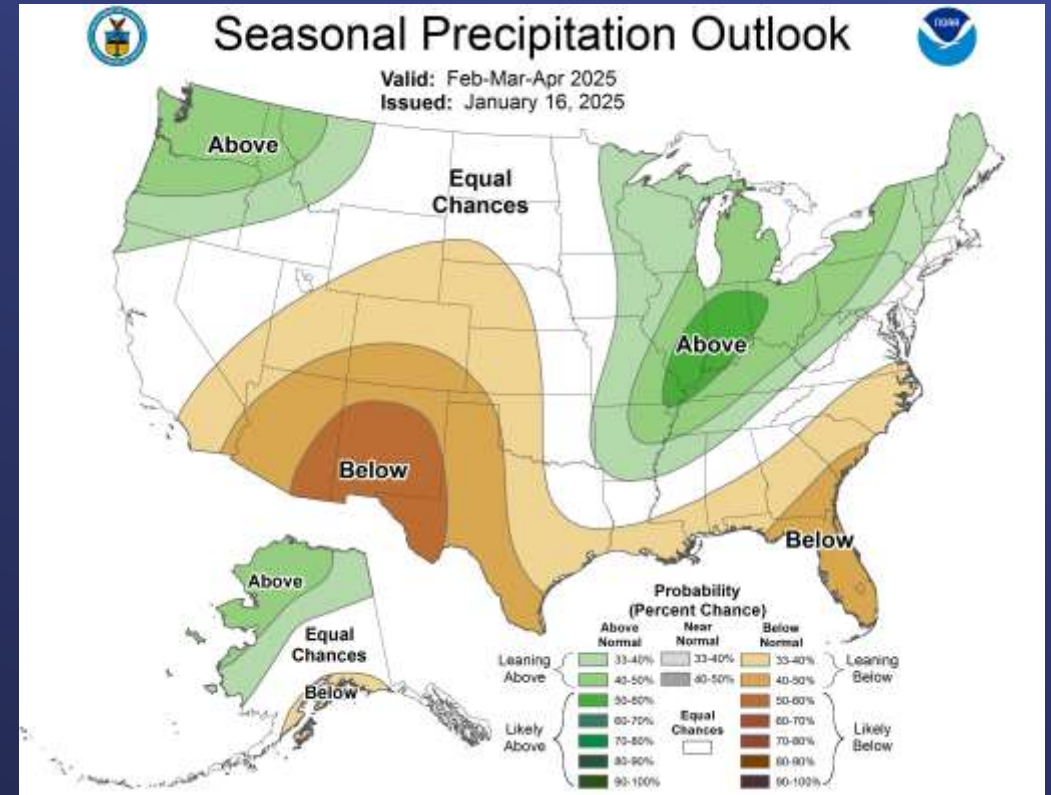 Seasonal Precipitation Outlook
NOAA
Valid: Feb-Mar-Apr 2025
Issued: January 16, 2025
Above
Equal
Chances
Above
Below
Below
Above
Equal
Chances
Below
Probability
(Percent Chance)
Above
Normal
Near
Normal
Below
Normal
Leaning
Above
33-40%
33-40%
33-40%
40-50%
40-50%
40-50%
Leaning
Below
Likely
Above
50-60%
60-70%
70-80%
80-90%
90-100%
Equal
Chances
50-60%
60-70%
70-80%
80-90%
90-100%
Likely
Below